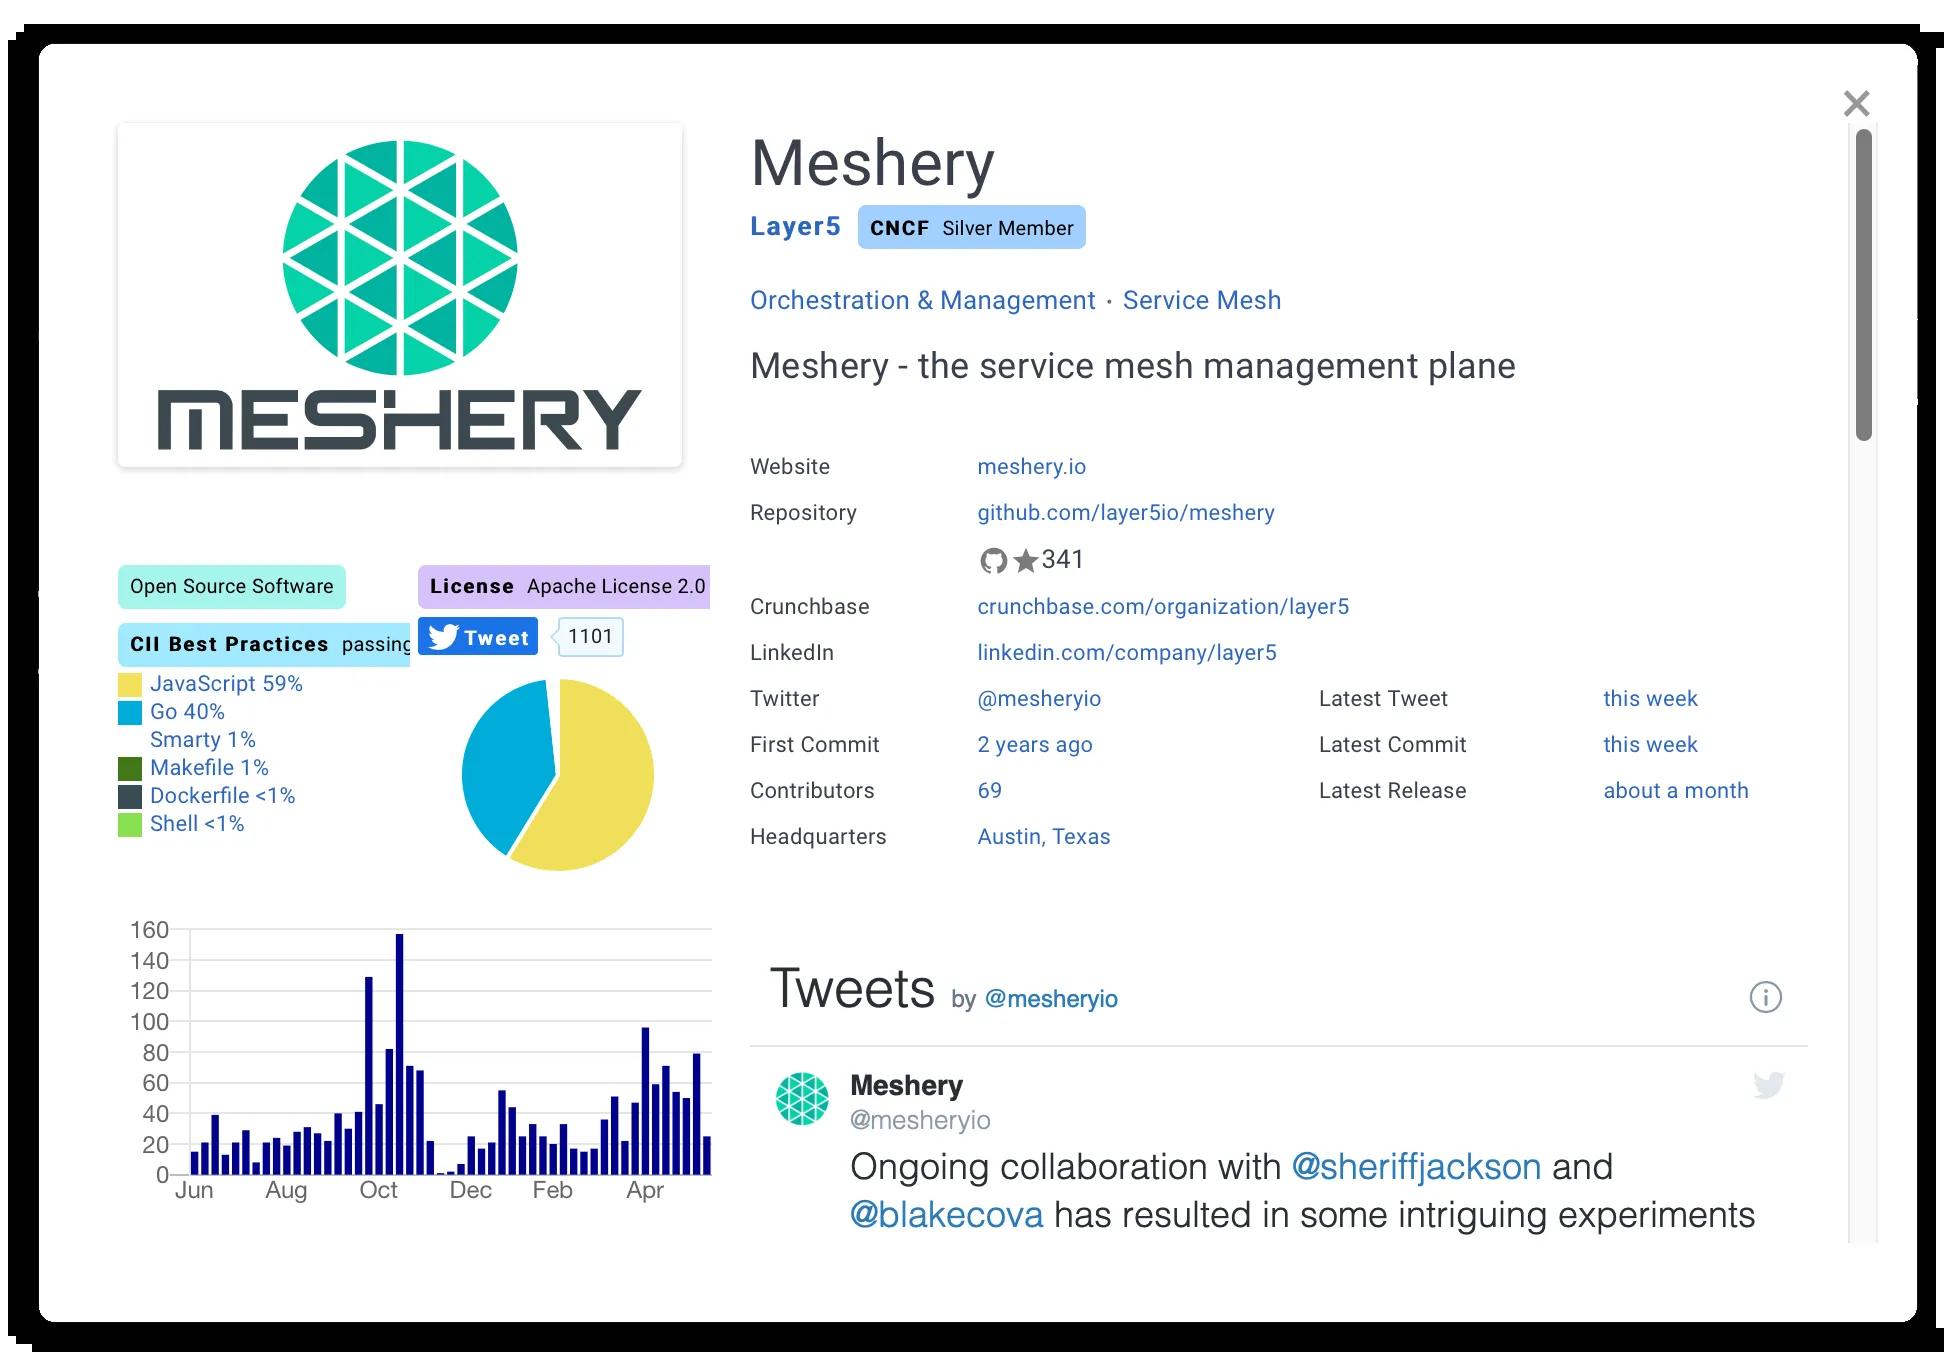 MESHERY
Open Source Software
License Apache License 2.0
CII Best Practices passing
Tweet 1101
JavaScript 59%
Go 40%
Smarty 1%
Makefile 1%
Dockerfile <1%
Shell <1%
160
140
120
100
80
60
40
20
0
Jun Aug Oct Dec Feb Apr
Meshery
Layer5 CNCF Silver Member
Orchestration & Management · Service Mesh
Meshery - the service mesh management plane
Website meshery.io
Repository github.com/layer5io/meshery
341
Crunchbase crunchbase.com/organization/layer5
LinkedIn linkedin.com/company/layer5
Twitter @mesheryio Latest Tweet this week
First Commit 2 years ago Latest Commit this week
Contributors 69 Latest Release about a month
Headquarters Austin, Texas
Tweets by @mesheryio
Meshery
@mesheryio
Ongoing collaboration with @sheriffjackson and
@blakecova has resulted in some intriguing experiments